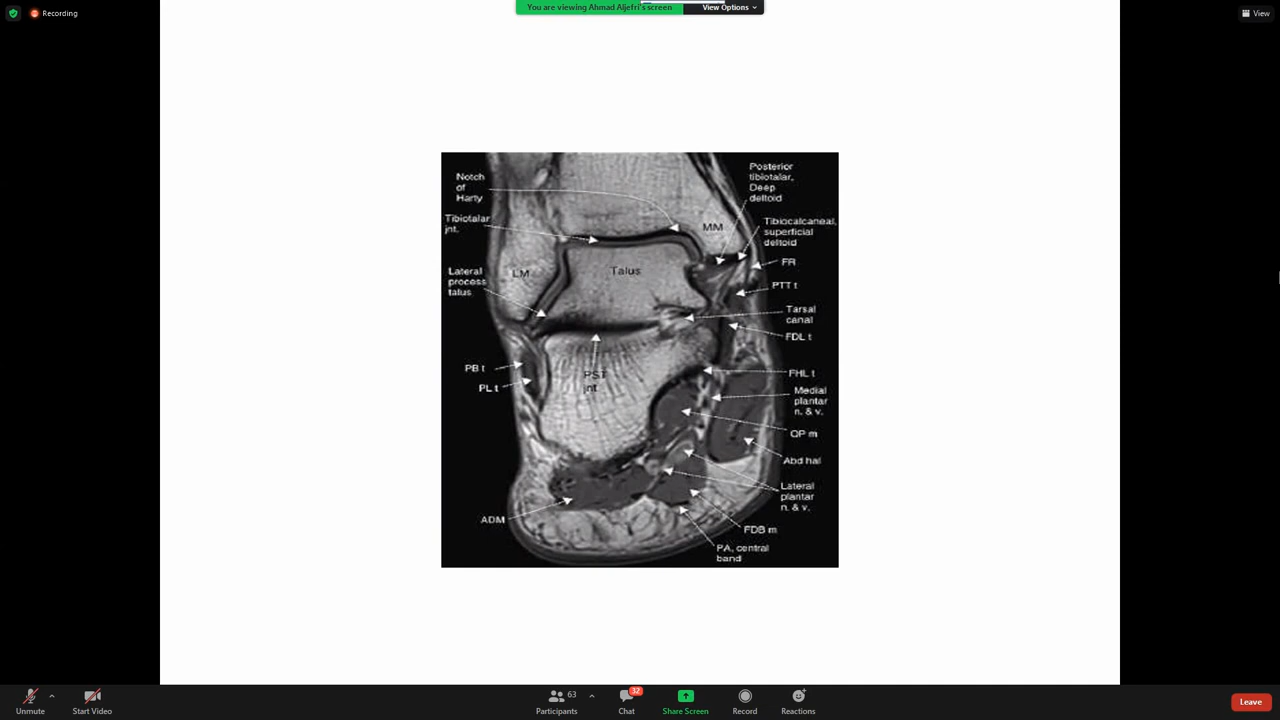 Recording
You are viewing Ahmad Aljefri's screen
View Options
View
Notch
of
Harty
Tibiotalar
jnt.
Lateral
process
talus
LM
Talus
MM
Posterior
tibiotalar,
Deep
deltoid
Tibiocalcaneal,
superficial
deltoid
FR
PTT t
Tarsal
canal
FDL t
PB t
PL t
PST
jnt
FHL t
Medial
plantar
n. & v.
QP m
Abd hal
Lateral
plantar
n. & v.
ADM
FDB m
PA, central
band
Unmute
Start Video
63
Participants
32
Chat
Share Screen
Record
Reactions
Leave